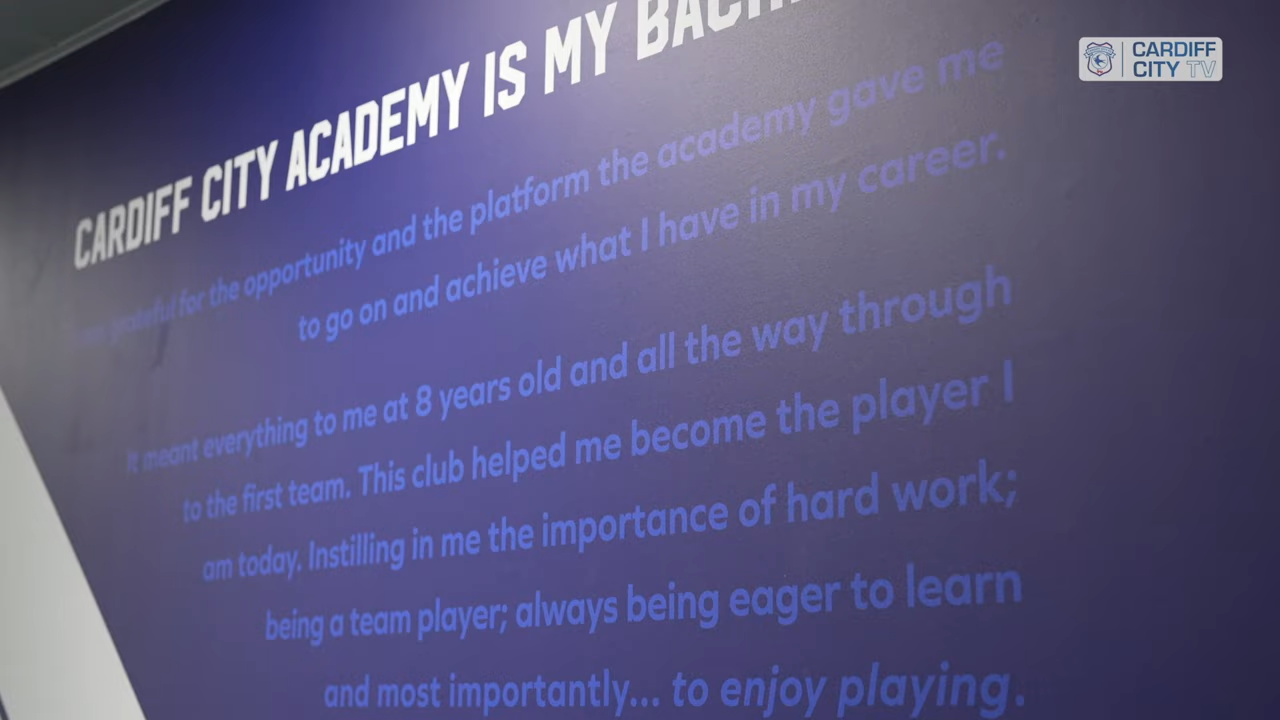 CARDIFF CITY ACADEMY IS MY
grateful for the opportunity and the platform the academy gave me
to go on and achieve what I have in my career.
It meant everything to me at 8 years old and all the way through
to the first team. This club helped me become the player I
am today. Instilling in me the importance of hard work;
being a team player; always being eager to learn
and most importantly... to enjoy playing.
CARDIFF
CITY TV